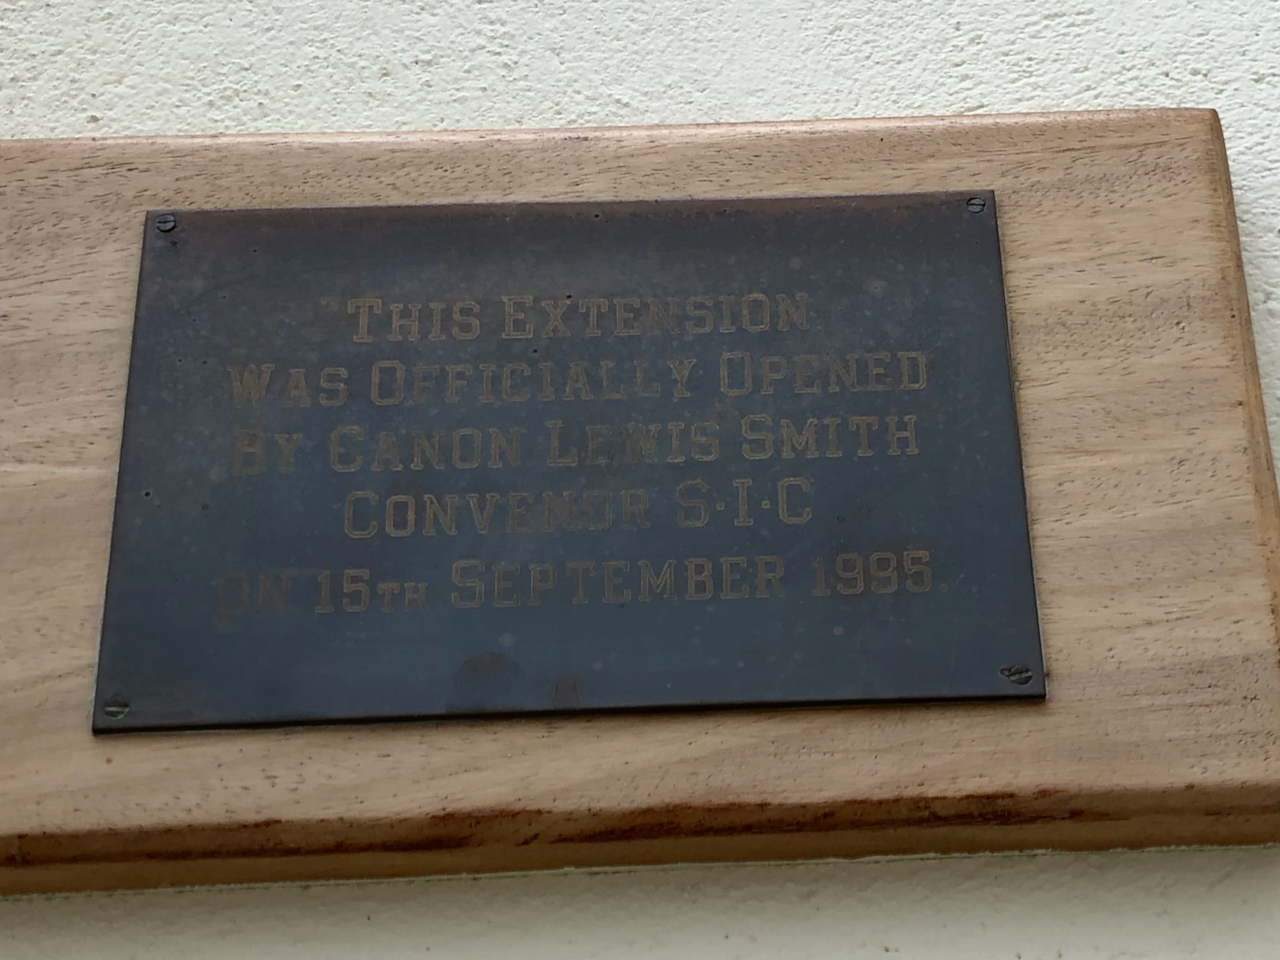 This Extension
Was Officially Opened
By Canon Lewis Smith
Convenor S·I·C
On 15th September 1995.